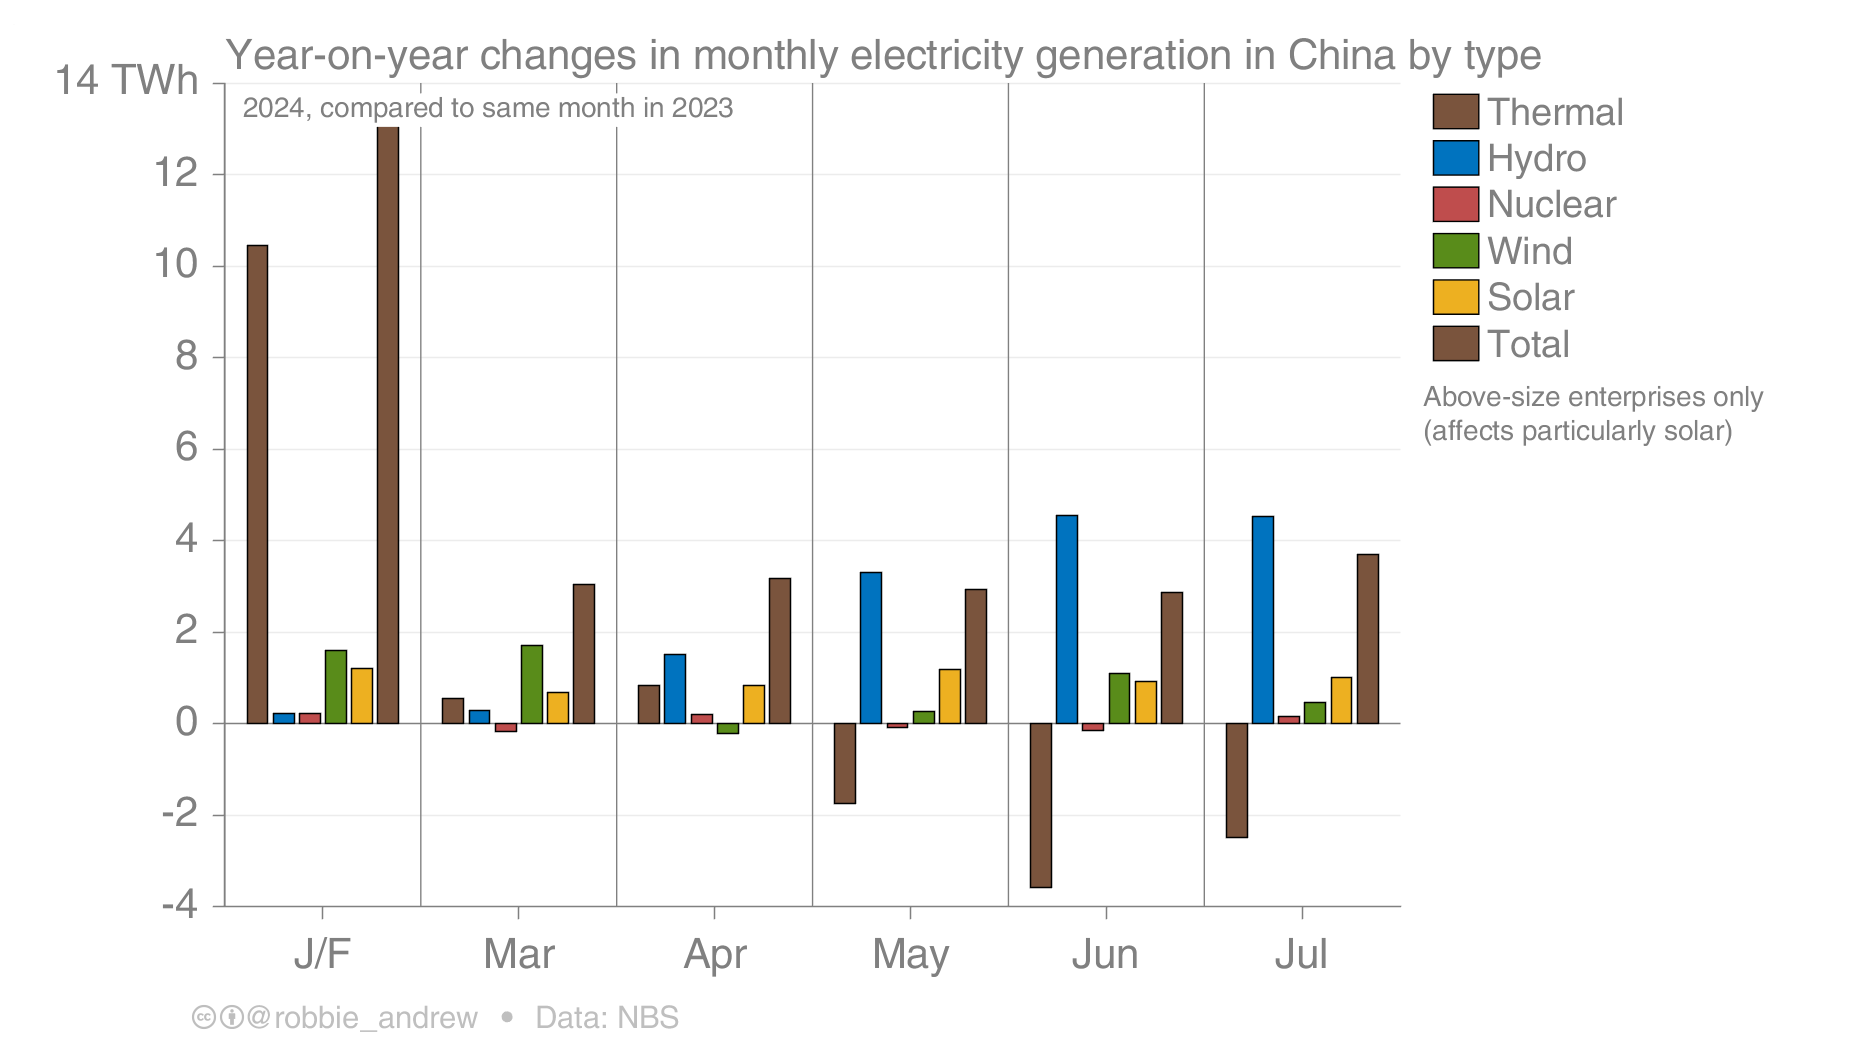 Year-on-year changes in monthly electricity generation in China by type
14 TWh
2024, compared to same month in 2023
12
10
8
6
4
2
0
-2
-4
J/F Mar Apr May Jun Jul
Thermal
Hydro
Nuclear
Wind
Solar
Total
Above-size enterprises only
(affects particularly solar)
cc @robbie_andrew • Data: NBS